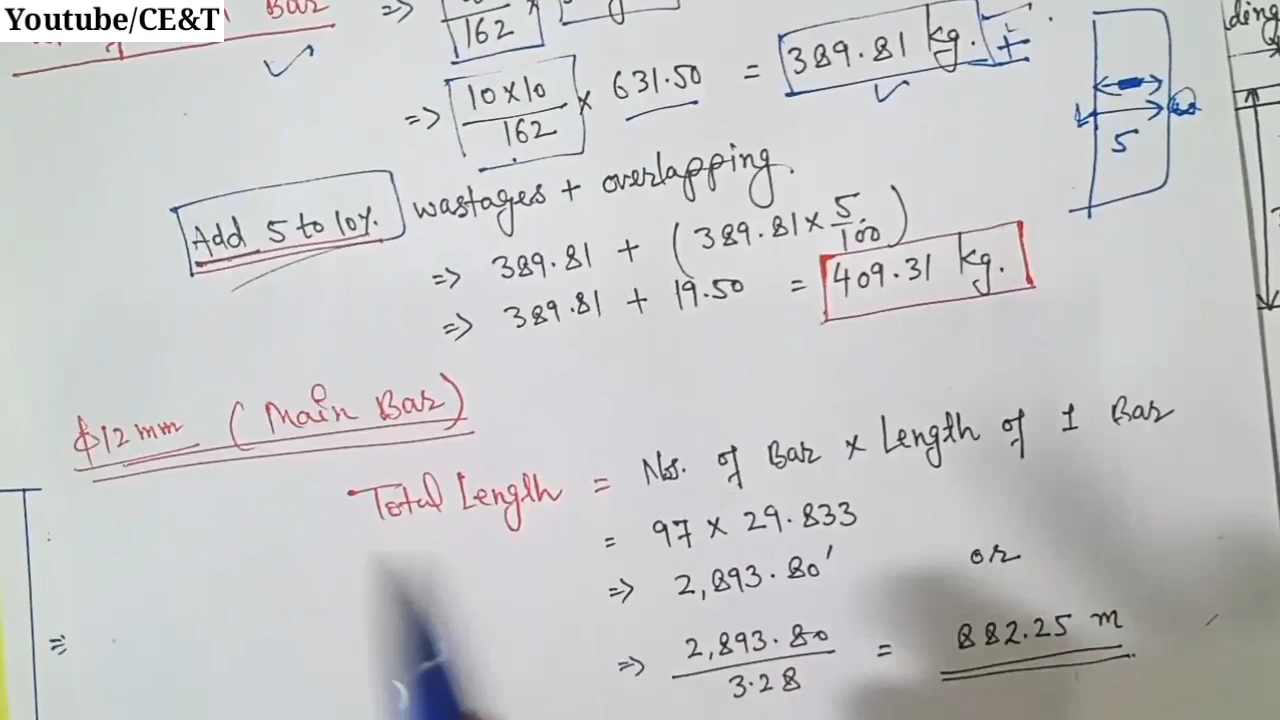 Youtube/CE&T
Bar =>
162
=> 10x10/162 x 631.50 = 389.81 kg. +
5
Add 5 to 10%. wastages + overlapping.
=> 389.81 + (389.81 x 5/100)
=> 389.81 + 19.50 = 409.31 kg.
ϕ12mm (Main Bar)
Total Length = Nos. of Bar x Length of 1 Bar
= 97 x 29.833
=> 2,893.80' or
=> 2,893.80/3.28 = 882.25 m